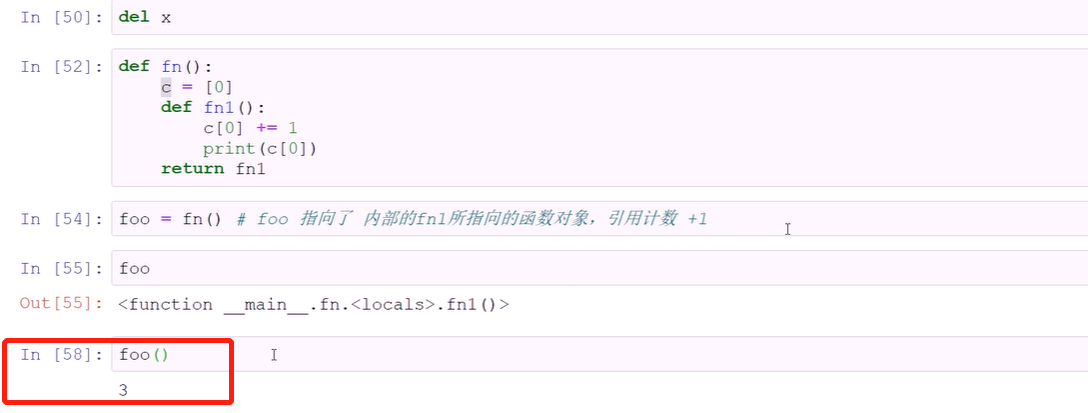 In [50]: del x
In [52]: def fn():
    c = [0]
    def fn1():
        c[0] += 1
        print(c[0])
    return fn1
In [54]: foo = fn() # foo 指向了 内部的fn1所指向的函数对象，引用计数 +1
In [55]: foo
Out[55]: <function __main__.fn.<locals>.fn1()>
In [58]: foo()
3